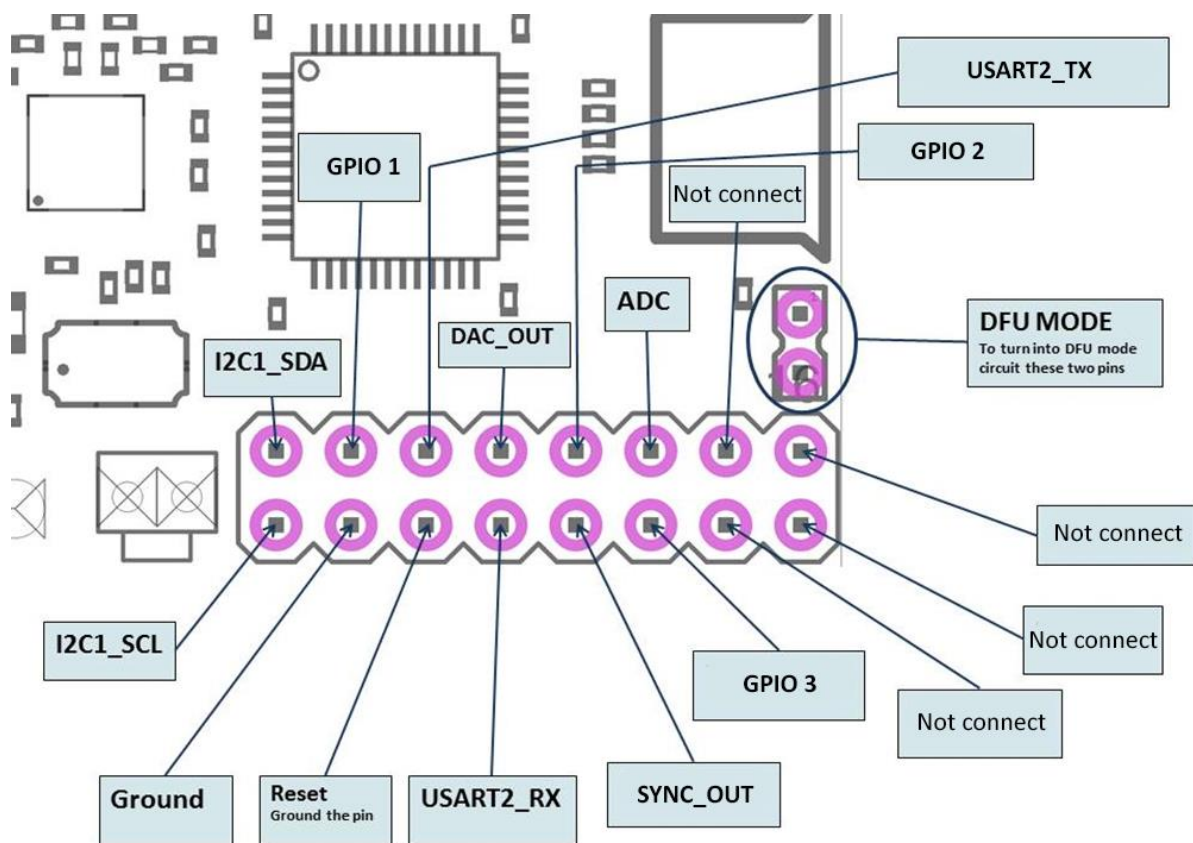 USART2_TX
GPIO 1
GPIO 2
Not connect
ADC
DFU MODE
To turn into DFU mode
circuit these two pins
DAC_OUT
I2C1_SDA
Not connect
I2C1_SCL
Not connect
GPIO 3
Not connect
Ground
Reset
Ground the pin
USART2_RX
SYNC_OUT